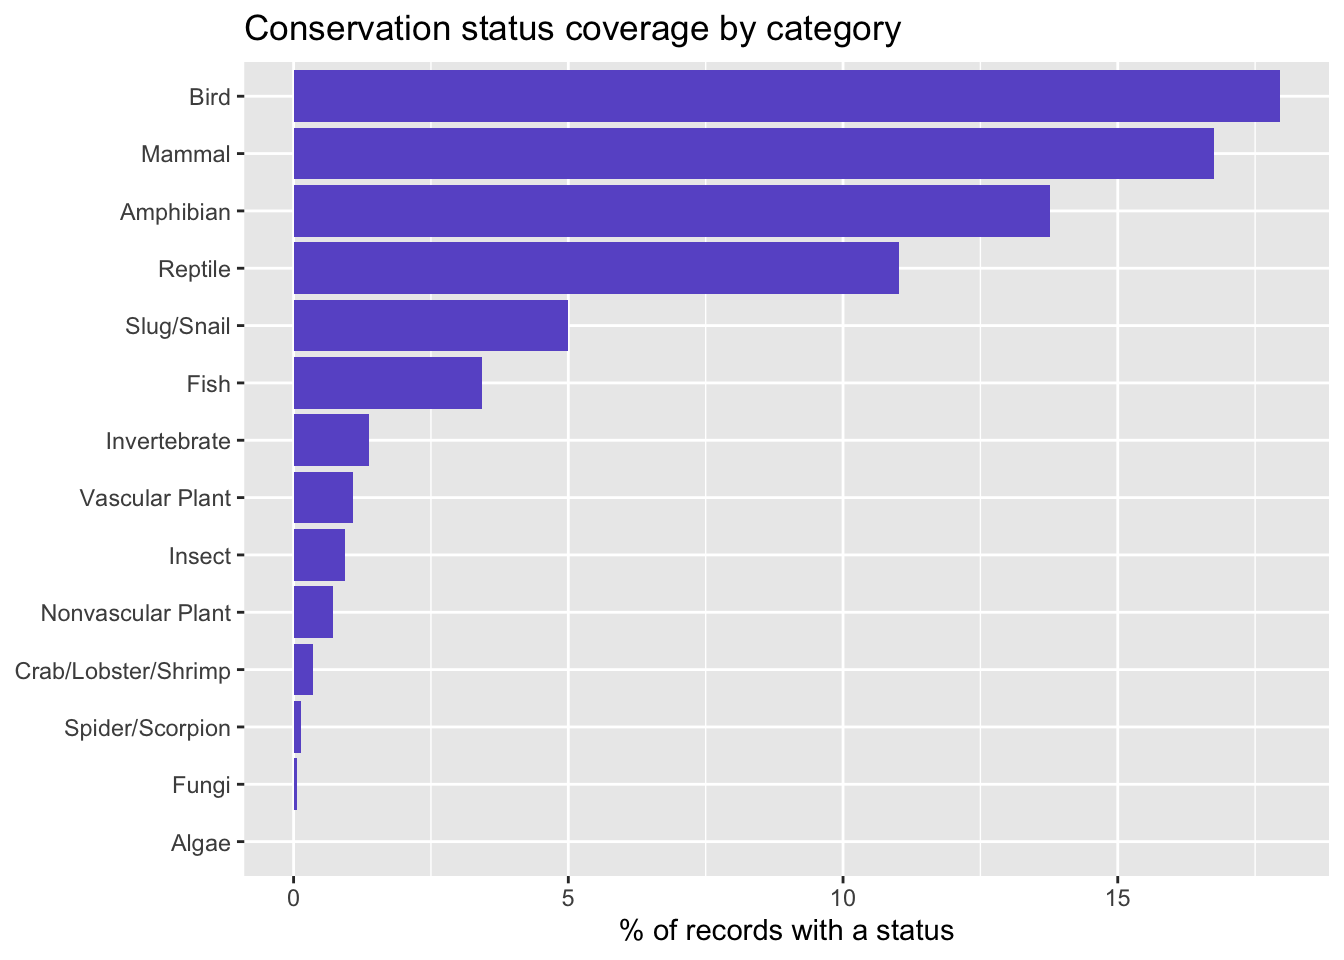 Conservation status coverage by category
Bird
Mammal
Amphibian
Reptile
Slug/Snail
Fish
Invertebrate
Vascular Plant
Insect
Nonvascular Plant
Crab/Lobster/Shrimp
Spider/Scorpion
Fungi
Algae
0 5 10 15
% of records with a status